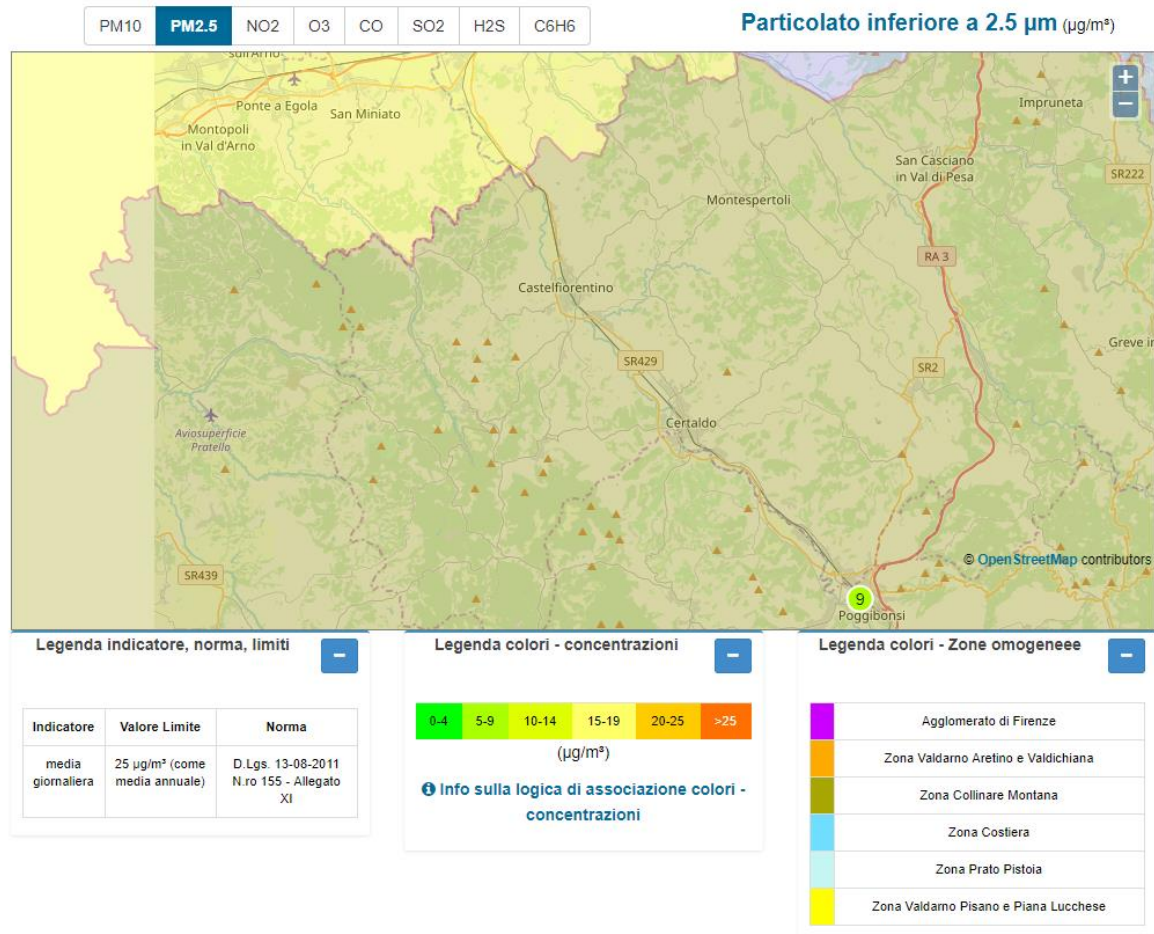 PM10 PM2.5 NO2 O3 CO SO2 H2S C6H6
Particolato inferiore a 2.5 µm (µg/m³)
sull'Arno
Ponte a Egola
San Miniato
Montopoli
in Val d'Arno
Impruneta
San Casciano
in Val di Pesa
SR222
Montespertoli
RA 3
Castelfiorentino
Greve in
SR429
SR2
Certaldo
Aviosuperficie
Pratello
SR439
© OpenStreetMap contributors
9
Poggibonsi
+
−
Legenda indicatore, norma, limiti
−
Indicatore Valore Limite Norma
media
giornaliera
25 µg/m³ (come
media annuale)
D.Lgs. 13-08-2011
N.ro 155 - Allegato
XI
Legenda colori - concentrazioni
−
0-4 5-9 10-14 15-19 20-25 >25
(µg/m³)
Info sulla logica di associazione colori -
concentrazioni
Legenda colori - Zone omogeneee
−
Agglomerato di Firenze
Zona Valdarno Aretino e Valdichiana
Zona Collinare Montana
Zona Costiera
Zona Prato Pistoia
Zona Valdarno Pisano e Piana Lucchese